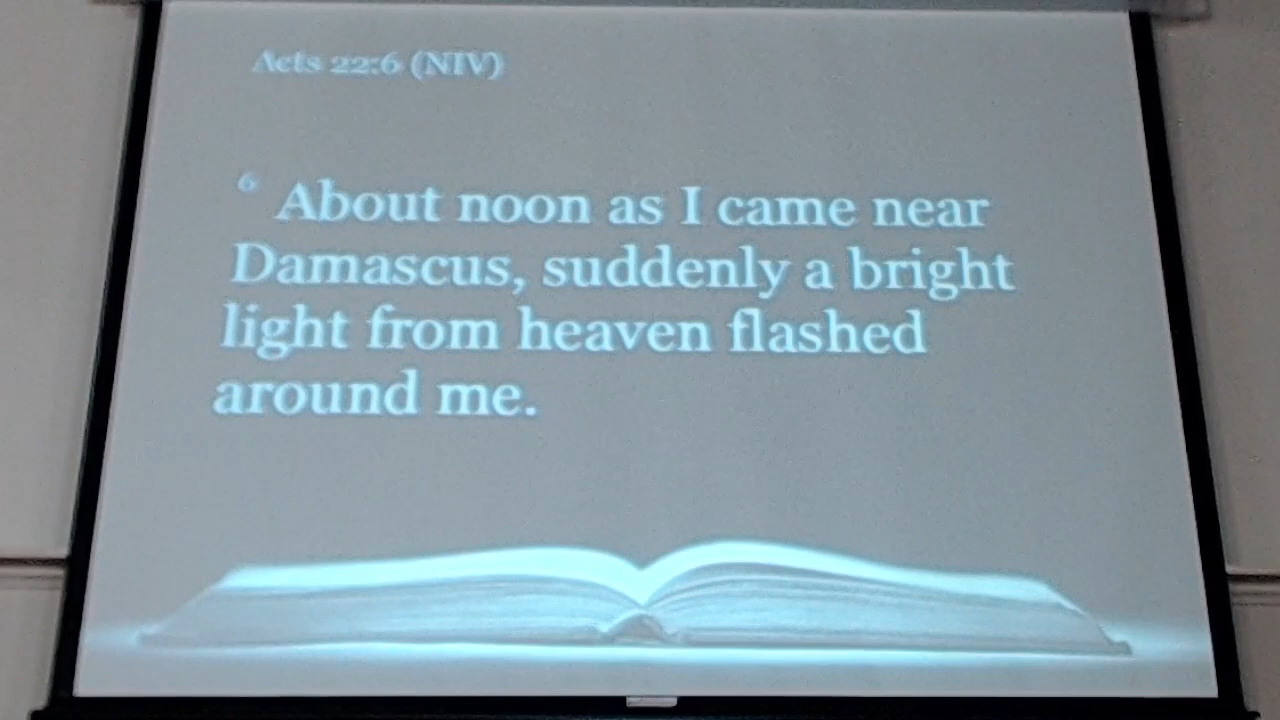 Acts 22:6 (NIV)
6 About noon as I came near
Damascus, suddenly a bright
light from heaven flashed
around me.